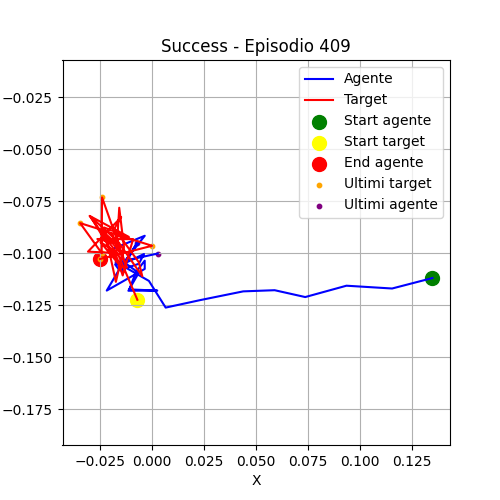 Success - Episodio 409
Agente
Target
Start agente
Start target
End agente
Ultimi target
Ultimi agente
−0.025
−0.050
−0.075
−0.100
−0.125
−0.150
−0.175
−0.025 0.000 0.025 0.050 0.075 0.100 0.125
X